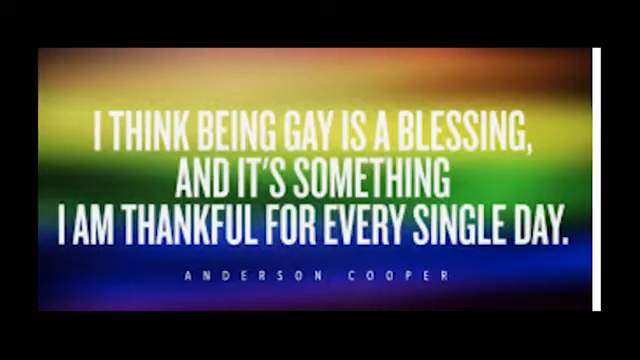 I THINK BEING GAY IS A BLESSING,
AND IT'S SOMETHING
I AM THANKFUL FOR EVERY SINGLE DAY.
ANDERSON COOPER